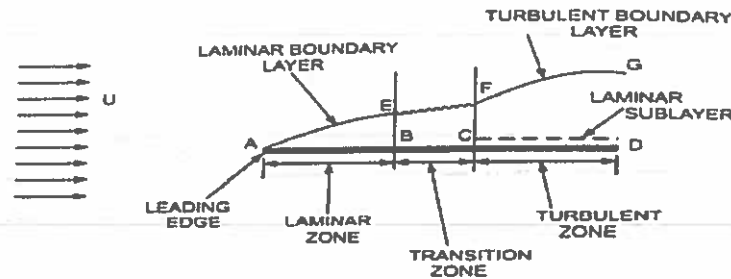 TURBULENT BOUNDARY
LAYER
LAMINAR BOUNDARY
LAYER
G
F
U
LAMINAR
SUBLAYER
E
A
B
C
D
LEADING
EDGE
LAMINAR
ZONE
TRANSITION
ZONE
TURBULENT
ZONE